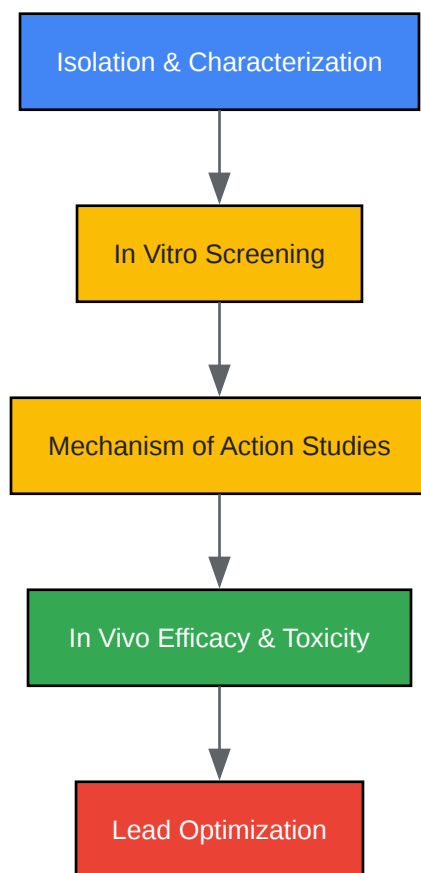 Isolation & Characterization
In Vitro Screening
Mechanism of Action Studies
In Vivo Efficacy & Toxicity
Lead Optimization